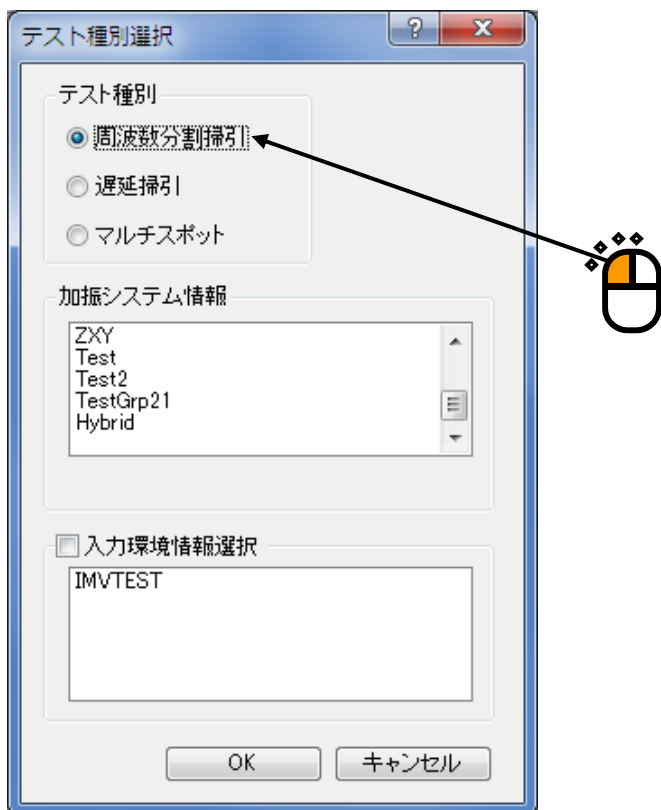 テスト種別選択
テスト種別
周波数分割掃引
遅延掃引
マルチスポット
加振システム情報
ZXY
Test
Test2
TestGrp21
Hybrid
入力環境情報選択
IMVTEST
OK
キャンセル